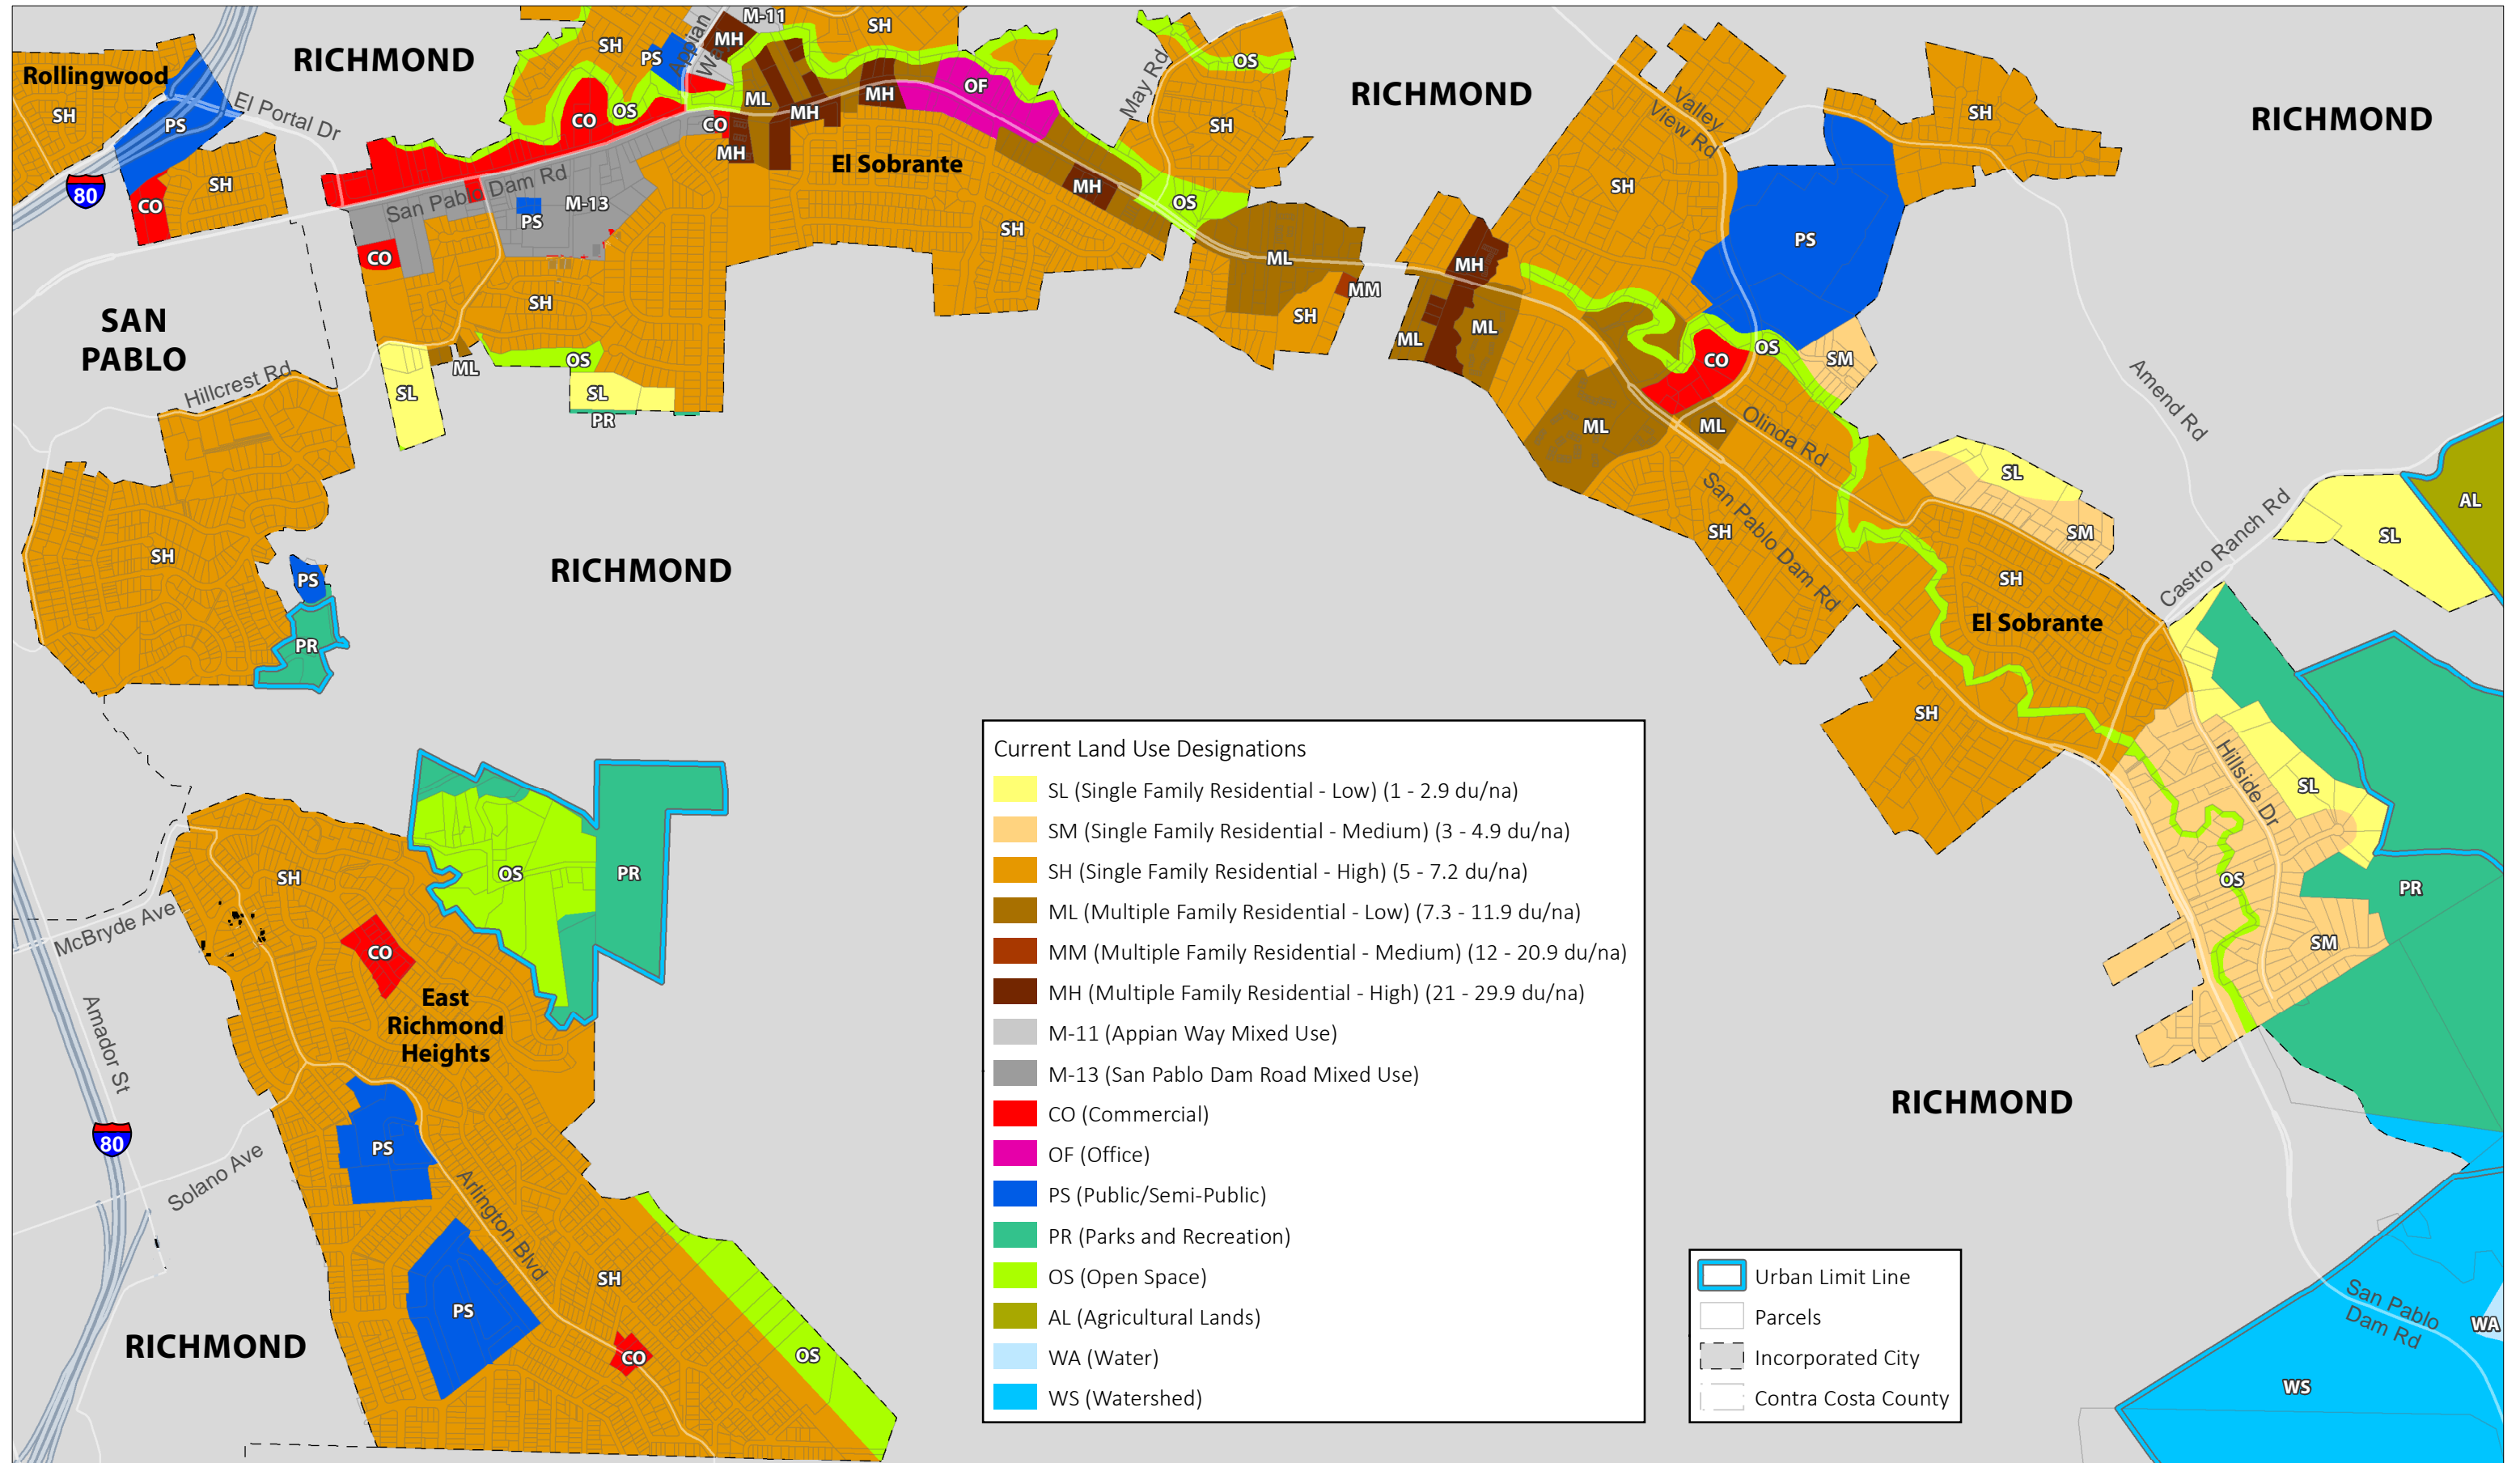 M-11
SH
MH
SH
Appian
Way
PS
RICHMOND
OS
Rollingwood
OF
MH
RICHMOND
ML
May Rd
El Portal Dr
OS
MH
CO
Valley
View Rd
SH
RICHMOND
SH
PS
CO
SH
MH
El Sobrante
80
SH
CO
San Pablo Dam Rd
M-13
PS
MH
OS
SH
SH
PS
CO
ML
MH
MM
SH
SH
SAN
PABLO
ML
ML
OS
CO
SM
OS
ML
Hillcrest Rd
SL
SL
PR
ML
ML
Olinda Rd
Amend Rd
SL
AL
San Pablo Dam Rd
SH
SM
SL
Castro Ranch Rd
SH
RICHMOND
PS
SH
El Sobrante
PR
SH
Hillside Dr
SL
OS
PR
SM
SH
OS
PR
McBryde Ave
CO
East
Richmond
Heights
Amador St
80
Solano Ave
PS
Arlington Blvd
SH
PS
RICHMOND
CO
OS
RICHMOND
San Pablo
Dam Rd
WA
WS
Current Land Use Designations
SL (Single Family Residential - Low) (1 - 2.9 du/na)
SM (Single Family Residential - Medium) (3 - 4.9 du/na)
SH (Single Family Residential - High) (5 - 7.2 du/na)
ML (Multiple Family Residential - Low) (7.3 - 11.9 du/na)
MM (Multiple Family Residential - Medium) (12 - 20.9 du/na)
MH (Multiple Family Residential - High) (21 - 29.9 du/na)
M-11 (Appian Way Mixed Use)
M-13 (San Pablo Dam Road Mixed Use)
CO (Commercial)
OF (Office)
PS (Public/Semi-Public)
PR (Parks and Recreation)
OS (Open Space)
AL (Agricultural Lands)
WA (Water)
WS (Watershed)
Urban Limit Line
Parcels
Incorporated City
Contra Costa County